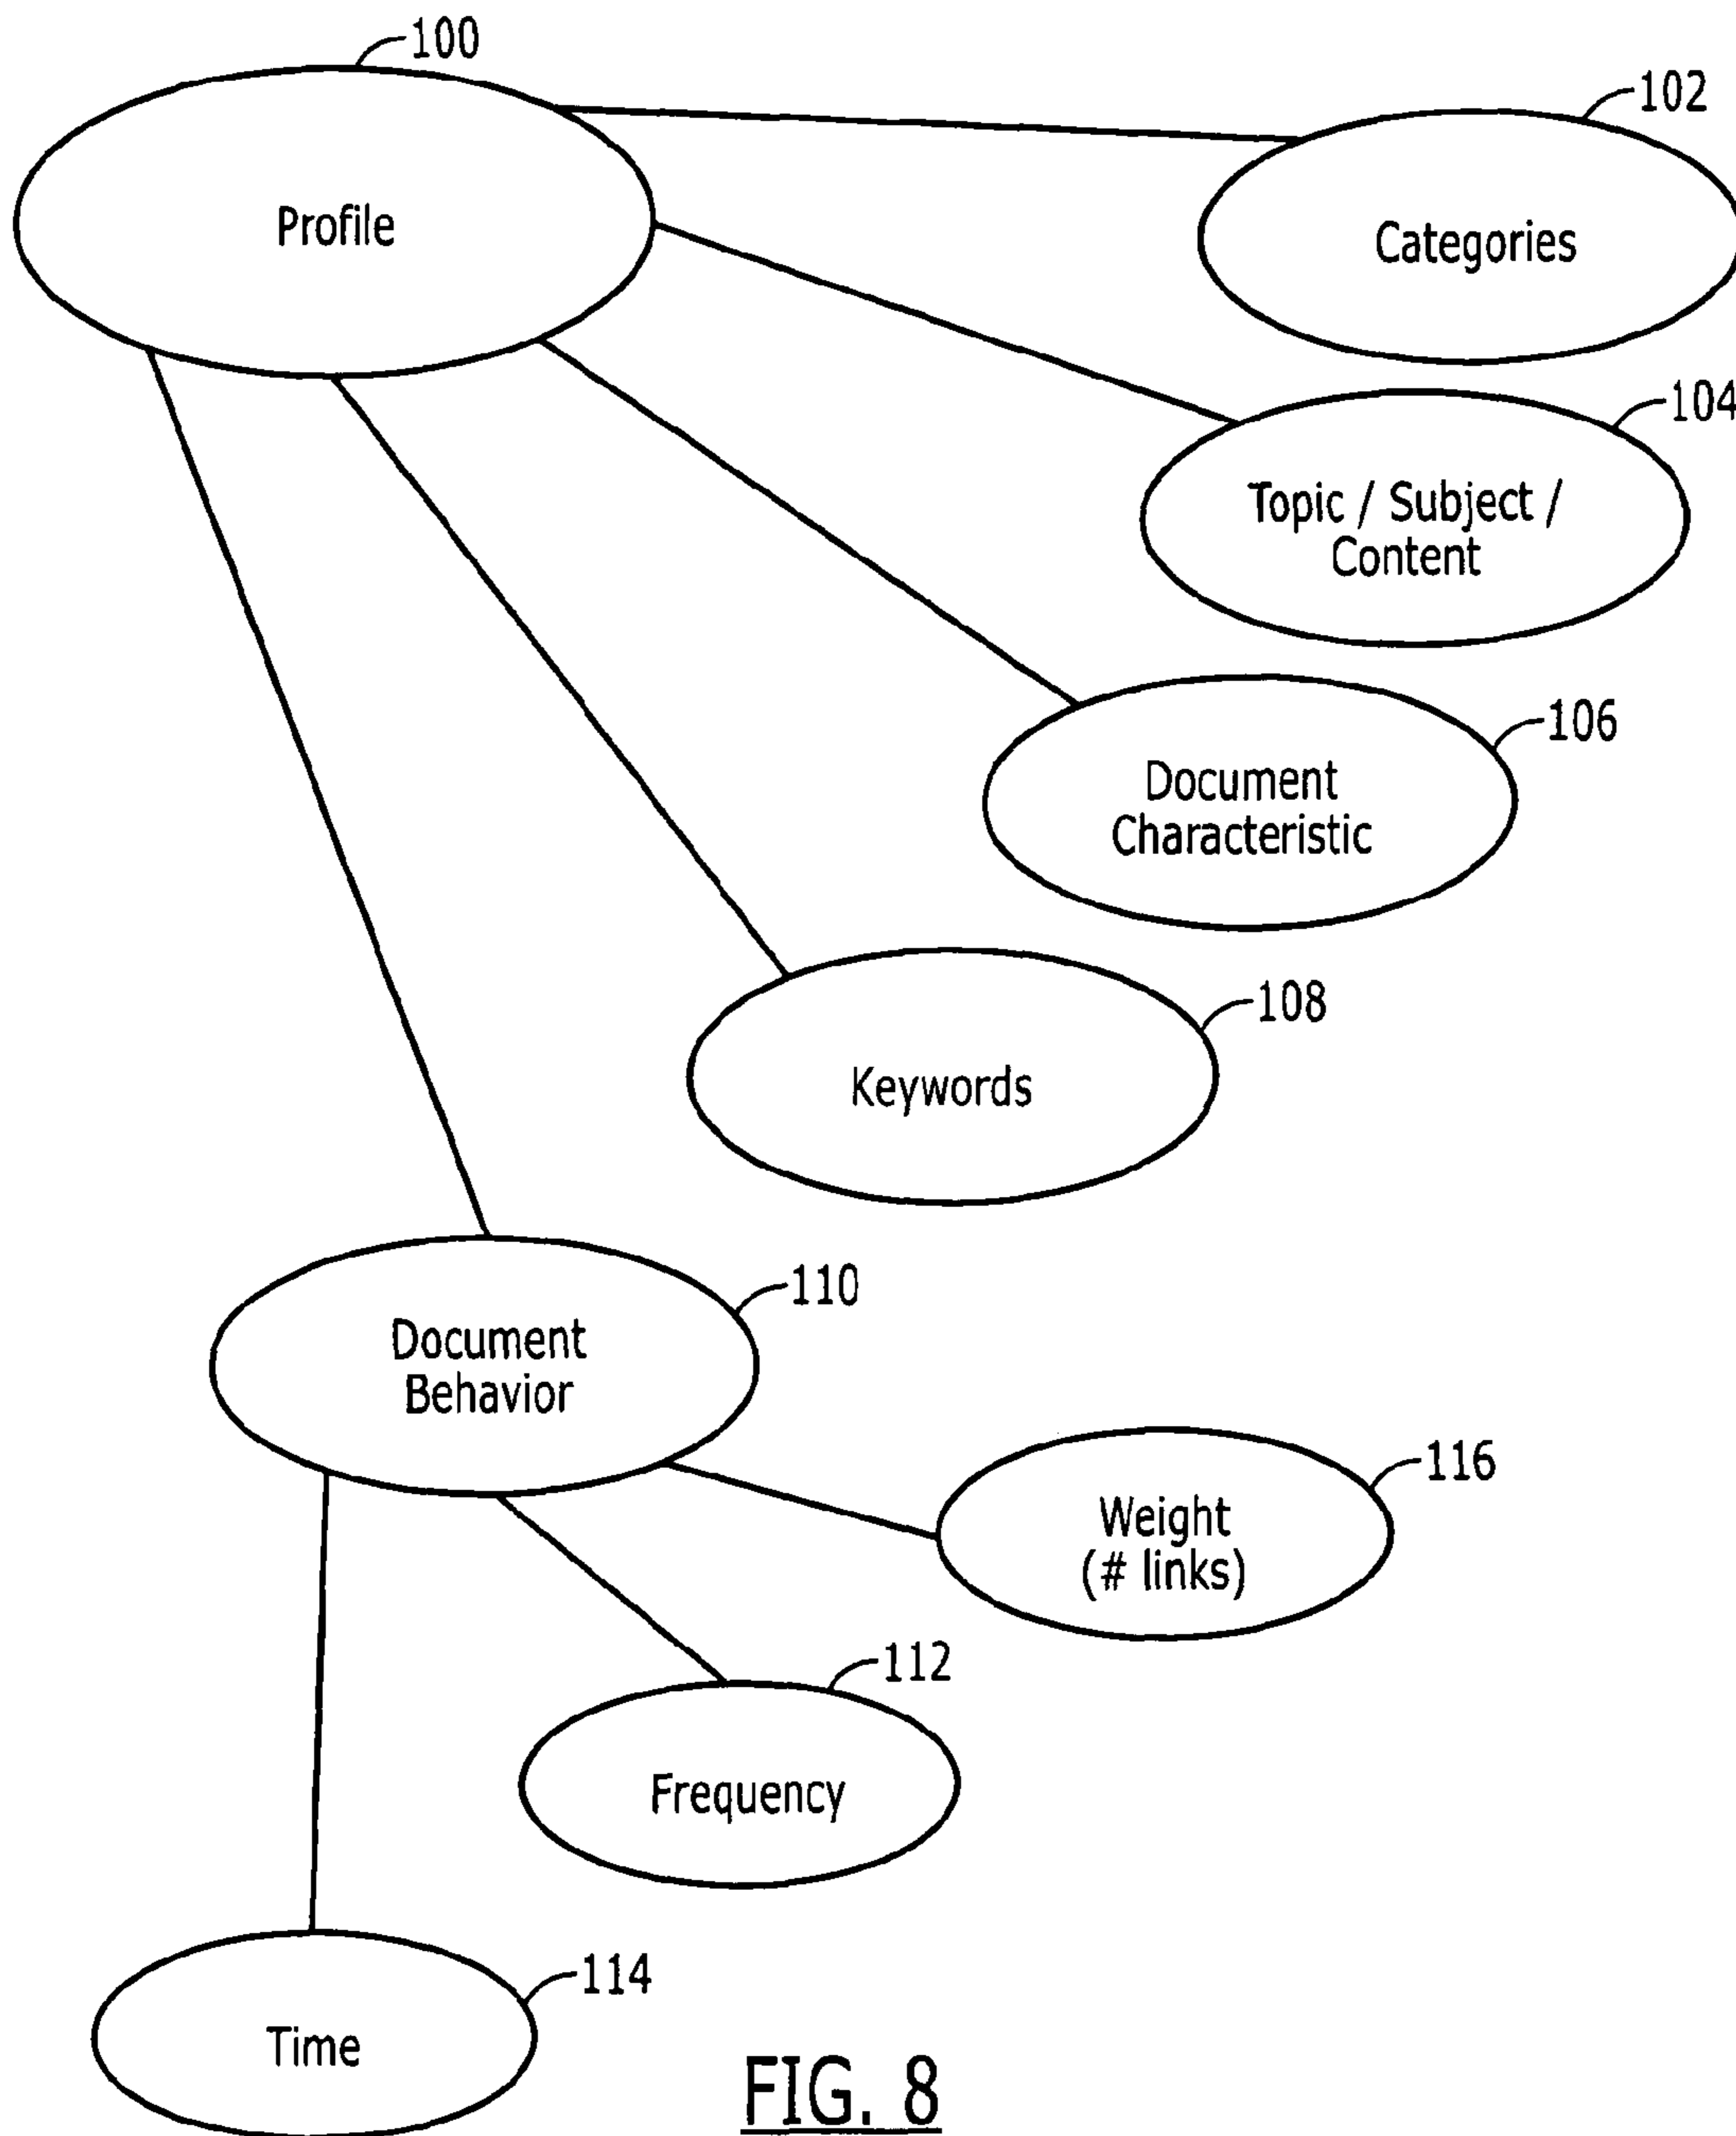 100
Profile
102
Categories
104
Topic / Subject /
Content
106
Document
Characteristic
108
Keywords
110
Document
Behavior
116
Weight
(# links)
112
Frequency
114
Time
FIG. 8